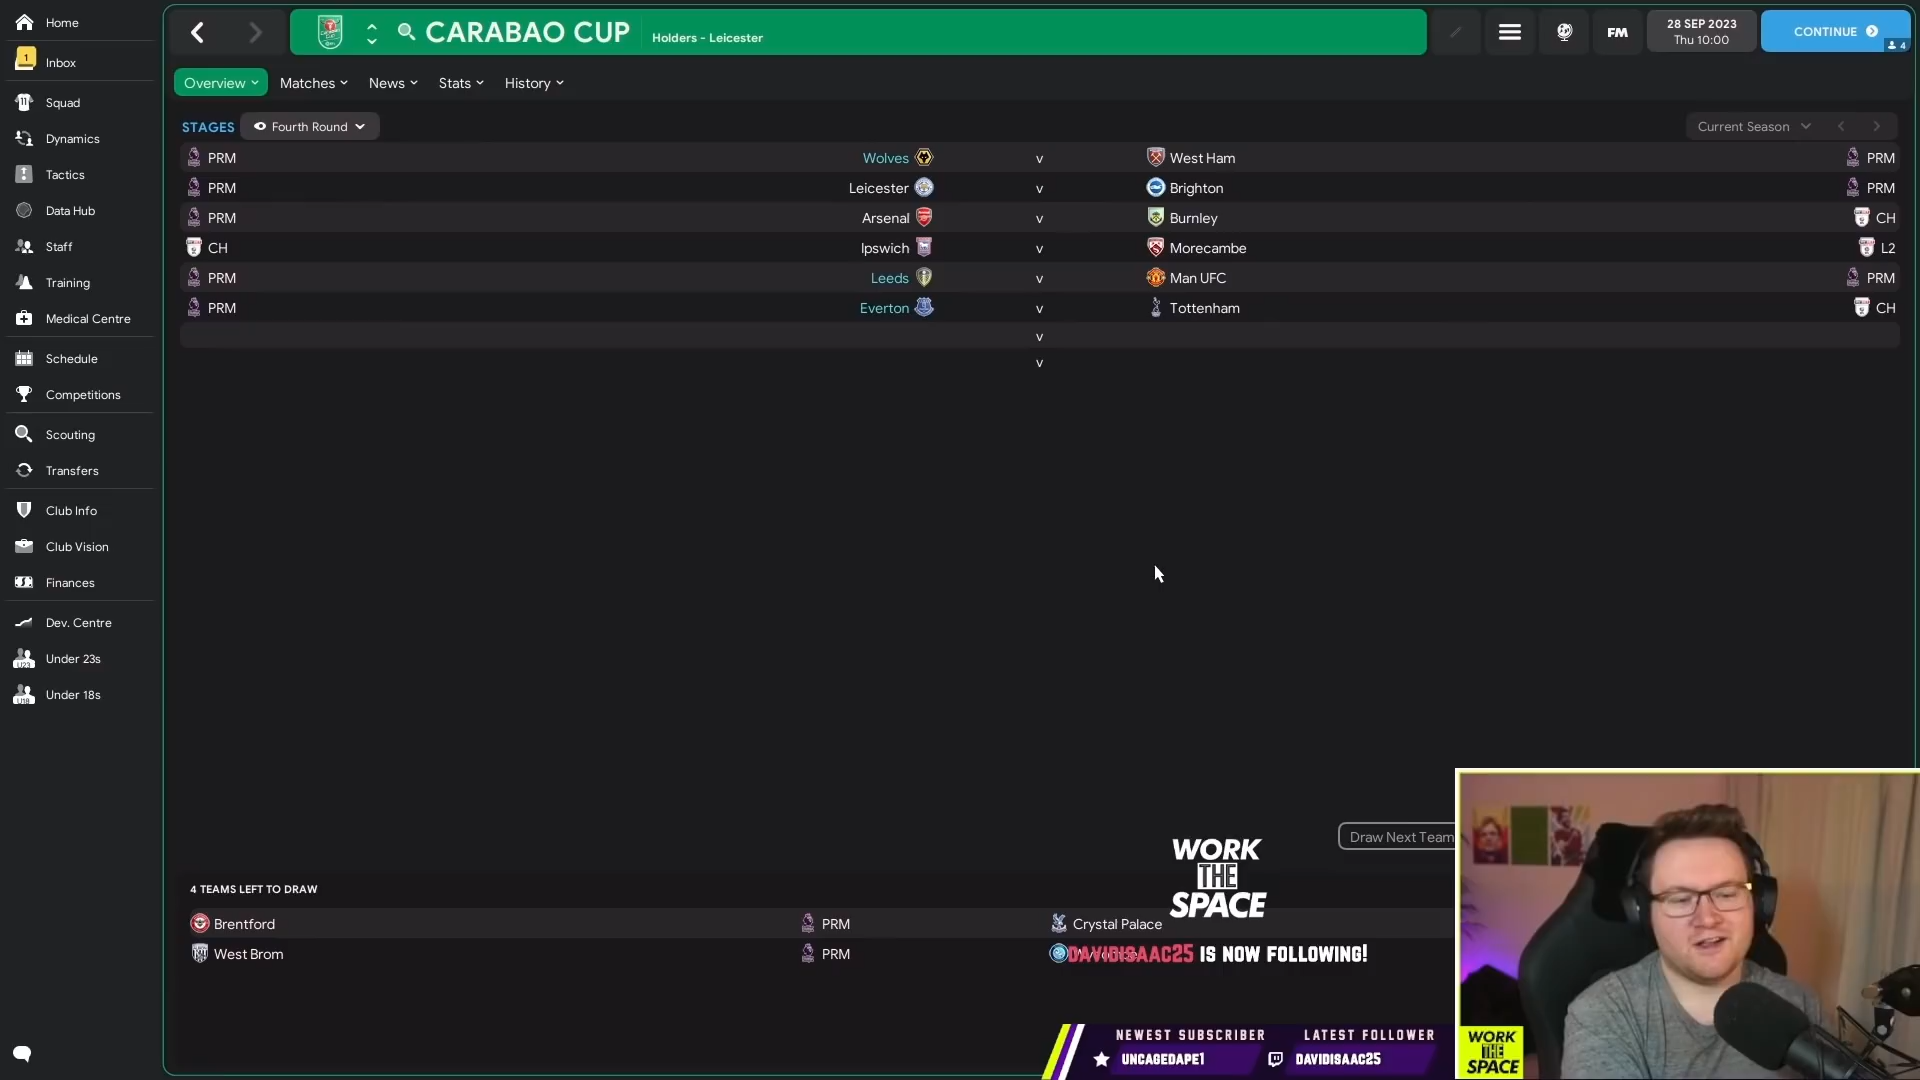 Home
Inbox
Squad
Dynamics
Tactics
Data Hub
Staff
Training
Medical Centre
Schedule
Competitions
Scouting
Transfers
Club Info
Club Vision
Finances
Dev. Centre
Under 23s
Under 18s
CARABAO CUP Holders - Leicester
FM
28 SEP 2023
Thu 10:00
CONTINUE
4
Overview Matches News Stats History
STAGES Fourth Round Current Season
PRM Wolves v West Ham PRM
PRM Leicester v Brighton PRM
PRM Arsenal v Burnley CH
CH Ipswich v Morecambe L2
PRM Leeds v Man UFC PRM
PRM Everton v Tottenham CH
v
v
Draw Next Team
4 TEAMS LEFT TO DRAW
Brentford PRM Crystal Palace
West Brom PRM
WORK
THE
SPACE
DAVIDISAAC25 IS NOW FOLLOWING!
NEWEST SUBSCRIBER LATEST FOLLOWER
UNCAGEDAPE1 DAVIDISAAC25
WORK
THE
SPACE